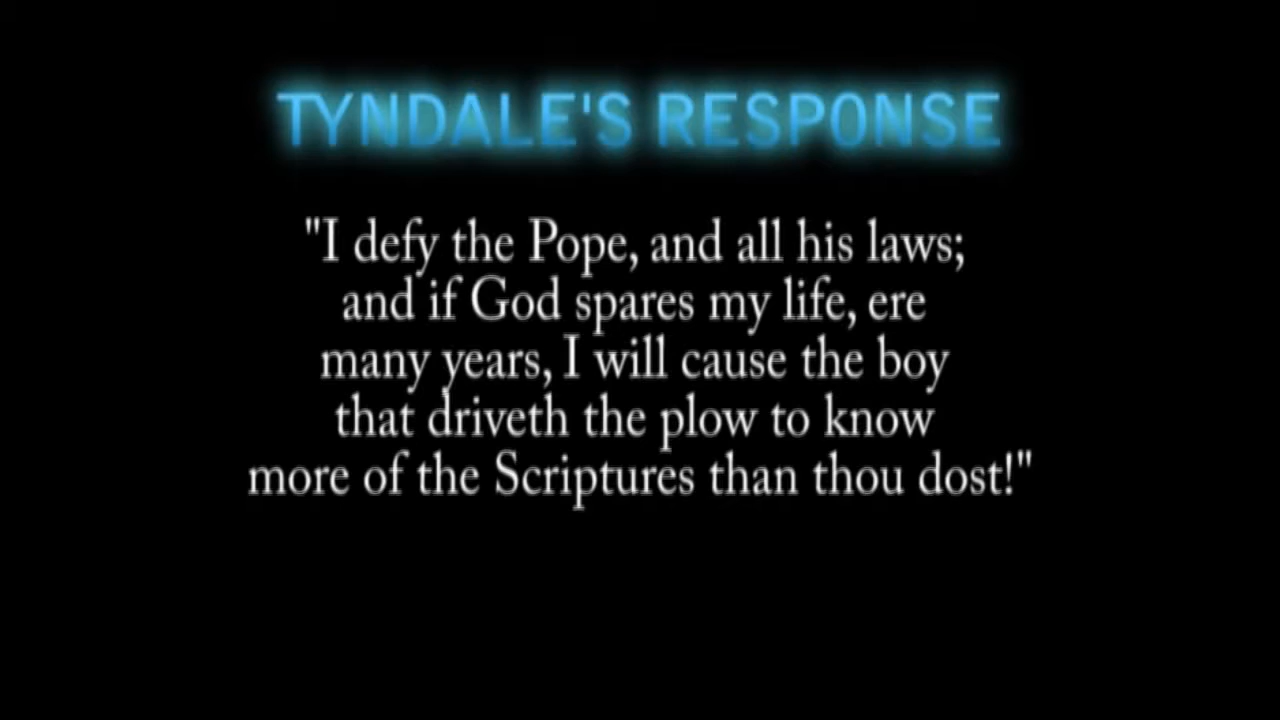 TYNDALE'S RESPONSE
"I defy the Pope, and all his laws;
and if God spares my life, ere
many years, I will cause the boy
that driveth the plow to know
more of the Scriptures than thou dost!"